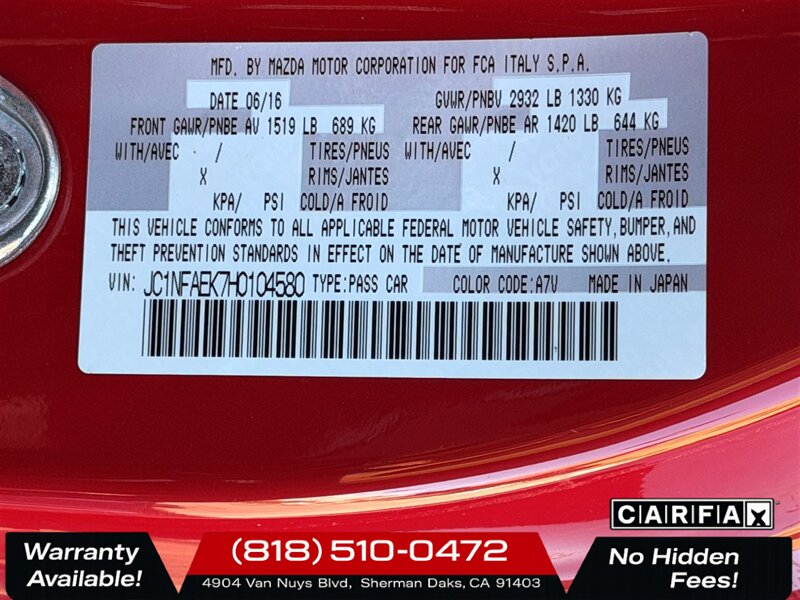 MFD. BY MAZDA MOTOR CORPORATION FOR FCA ITALY S.P.A.
DATE 06/16 GVWR/PNBV 2932 LB 1330 KG
FRONT GAWR/PNBE AV 1519 LB 689 KG REAR GAWR/PNBE AR 1420 LB 644 KG
WITH/AVEC / TIRES/PNEUS WITH/AVEC / TIRES/PNEUS
X RIMS/JANTES X RIMS/JANTES
KPA/ PSI COLD/A FROID KPA/ PSI COLD/A FROID
THIS VEHICLE CONFORMS TO ALL APPLICABLE FEDERAL MOTOR VEHICLE SAFETY, BUMPER, AND
THEFT PREVENTION STANDARDS IN EFFECT ON THE DATE OF MANUFACTURE SHOWN ABOVE.
VIN: JC1NFAEK7H0104580 TYPE:PASS CAR COLOR CODE:A7V MADE IN JAPAN
CARFAX
Warranty
Available!
(818) 510-0472
4904 Van Nuys Blvd, Sherman Daks, CA 91403
No Hidden
Fees!